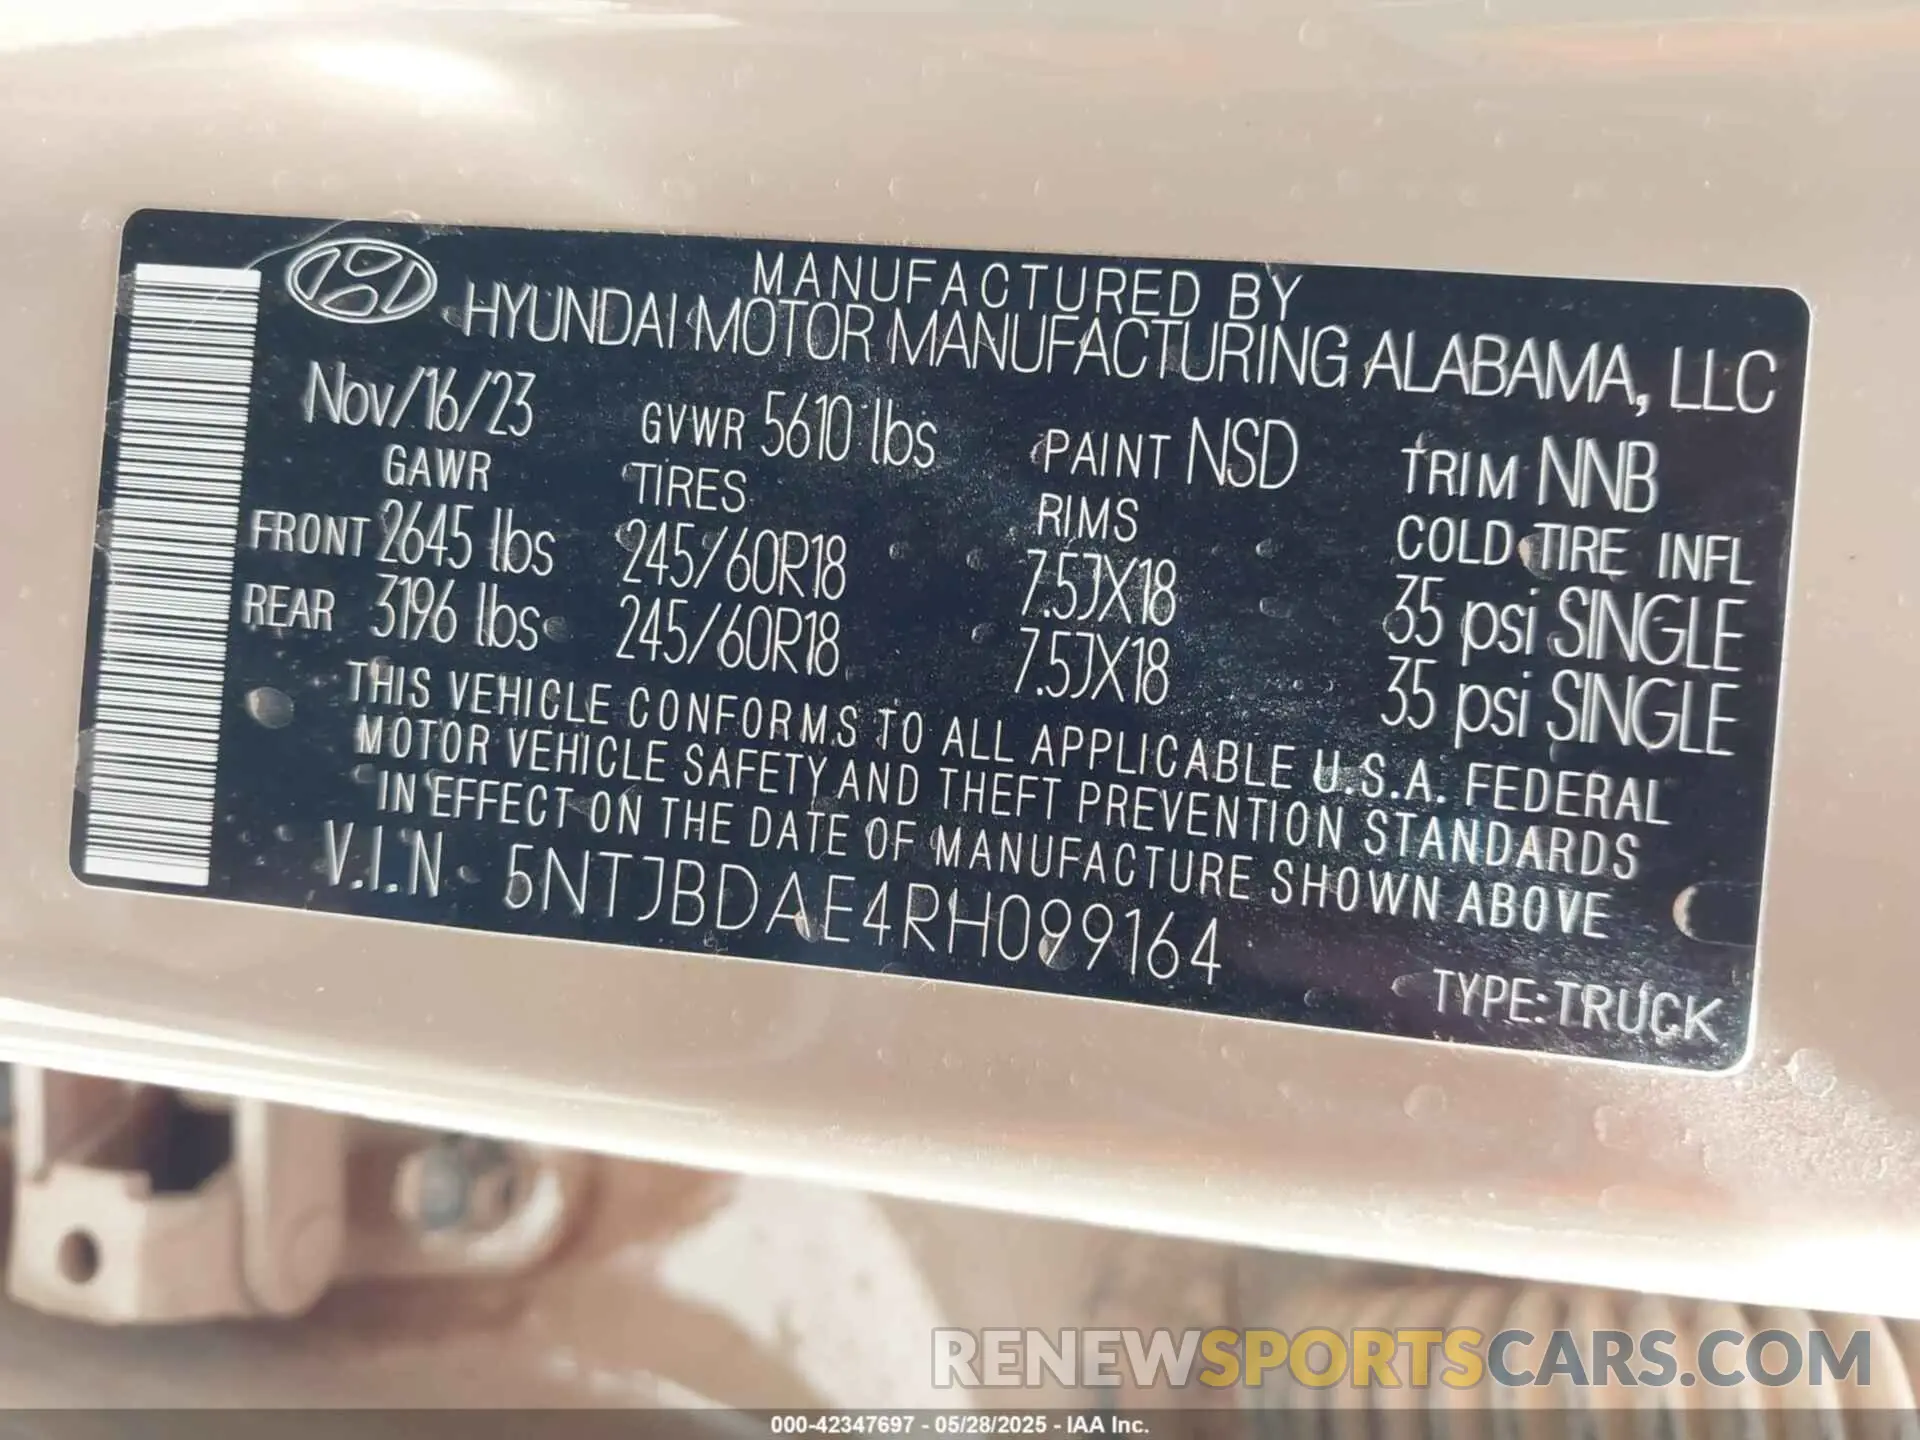 MANUFACTURED BY
HYUNDAI MOTOR MANUFACTURING ALABAMA, LLC
Nov/16/23 GVWR 5610 lbs PAINT NSD TRIM NNB
GAWR TIRES RIMS COLD TIRE INFL
FRONT 2645 lbs 245/60R18 7.5JX18 35 psi SINGLE
REAR 3196 lbs 245/60R18 7.5JX18 35 psi SINGLE
THIS VEHICLE CONFORMS TO ALL APPLICABLE U.S.A. FEDERAL
MOTOR VEHICLE SAFETY AND THEFT PREVENTION STANDARDS
IN EFFECT ON THE DATE OF MANUFACTURE SHOWN ABOVE
V.I.N 5NTJBDAE4RH099164
TYPE:TRUCK
RENEWSPORTSCARS.COM
000-42347697 - 05/28/2025 - IAA Inc.